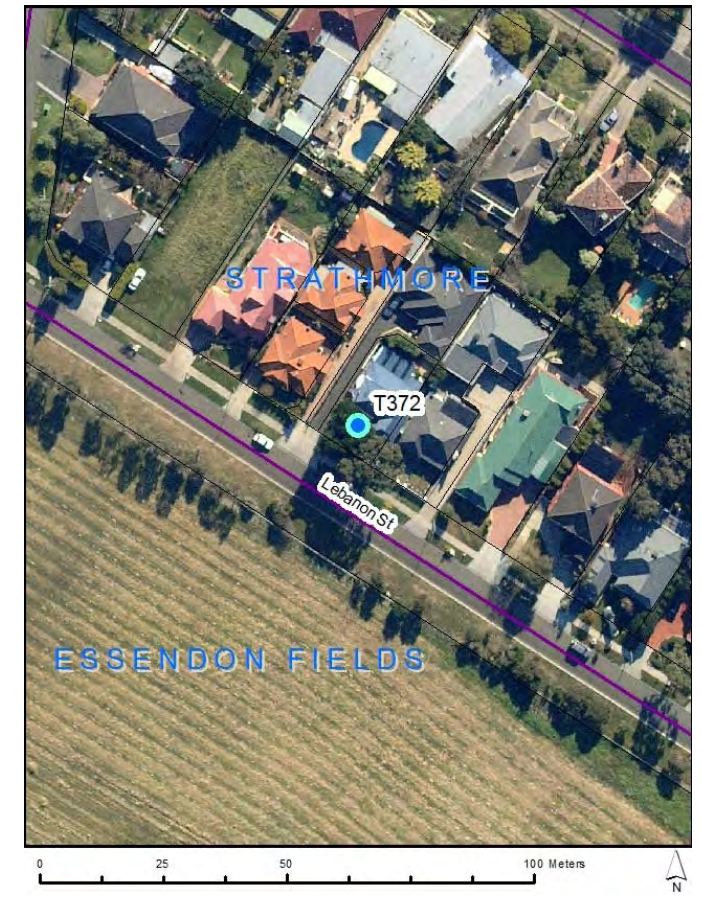 STRATHMORE
T372
Lebanon St
ESSENDON FIELDS
0 25 50 100 Meters
N